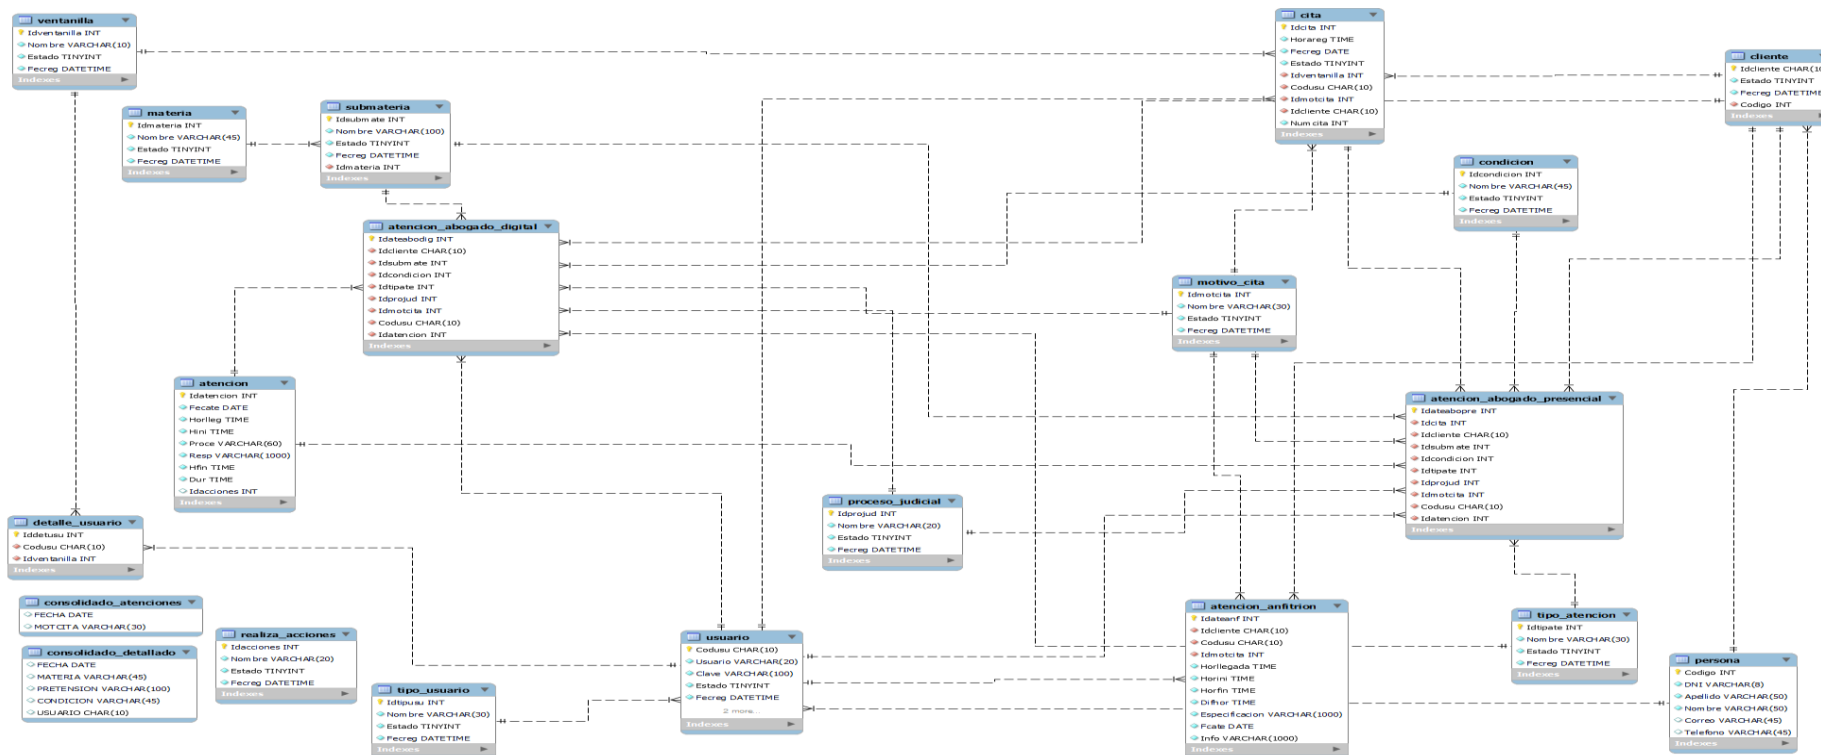 ventanilla
Idventanilla INT
Nombre VARCHAR(10)
Estado TINYINT
Fecreg DATETIME
Indexes
materia
Idmateria INT
Nombre VARCHAR(45)
Estado TINYINT
Fecreg DATETIME
Indexes
submateria
Idsubmate INT
Nombre VARCHAR(100)
Estado TINYINT
Fecreg DATETIME
Idmateria INT
Indexes
cita
Idcita INT
Horareg TIME
Fecreg DATE
Estado TINYINT
Idventanilla INT
Codusu CHAR(10)
Idmotcita INT
Idcliente CHAR(10)
Numcita INT
Indexes
cliente
Idcliente CHAR(10
Estado TINYINT
Fecreg DATETIME
Codigo INT
Indexes
condicion
Idcondicion INT
Nombre VARCHAR(45)
Estado TINYINT
Fecreg DATETIME
Indexes
atencion_abogado_digital
Idateabodig INT
Idcliente CHAR(10)
Idsubmate INT
Idcondicion INT
Idtipate INT
Idprojud INT
Idmotcita INT
Codusu CHAR(10)
Idatencion INT
Indexes
motivo_cita
Idmotcita INT
Nombre VARCHAR(30)
Estado TINYINT
Fecreg DATETIME
Indexes
atencion
Idatencion INT
Fecate DATE
Horlleg TIME
Hini TIME
Proce VARCHAR(60)
Resp VARCHAR(1000)
Hfin TIME
Dur TIME
Idacciones INT
Indexes
atencion_abogado_presencial
Idateabopre INT
Idcita INT
Idcliente CHAR(10)
Idsubmate INT
Idcondicion INT
Idtipate INT
Idprojud INT
Idmotcita INT
Codusu CHAR(10)
Idatencion INT
Indexes
proceso_judicial
Idprojud INT
Nombre VARCHAR(20)
Estado TINYINT
Fecreg DATETIME
Indexes
detalle_usuario
Iddetusu INT
Codusu CHAR(10)
Idventanilla INT
Indexes
consolidado_atenciones
FECHA DATE
MOTCITA VARCHAR(30)
consolidado_detallado
FECHA DATE
MATERIA VARCHAR(45)
PRETENSION VARCHAR(100)
CONDICION VARCHAR(45)
USUARIO CHAR(10)
realiza_acciones
Idacciones INT
Nombre VARCHAR(20)
Estado TINYINT
Fecreg DATETIME
Indexes
tipo_usuario
Idtipusu INT
Nombre VARCHAR(30)
Estado TINYINT
Fecreg DATETIME
Indexes
usuario
Codusu CHAR(10)
Usuario VARCHAR(20)
Clave VARCHAR(100)
Estado TINYINT
Fecreg DATETIME
2 more...
Indexes
atencion_anfitrion
Idateanf INT
Idcliente CHAR(10)
Codusu CHAR(10)
Idmotcita INT
Horllegada TIME
Horini TIME
Horfin TIME
Difhor TIME
Especificacion VARCHAR(1000)
Fcate DATE
Info VARCHAR(1000)
Indexes
tipo_atencion
Idtipate INT
Nombre VARCHAR(30)
Estado TINYINT
Fecreg DATETIME
Indexes
persona
Codigo INT
DNI VARCHAR(8)
Apellido VARCHAR(50)
Nombre VARCHAR(50)
Correo VARCHAR(45)
Telefono VARCHAR(45)
Indexes